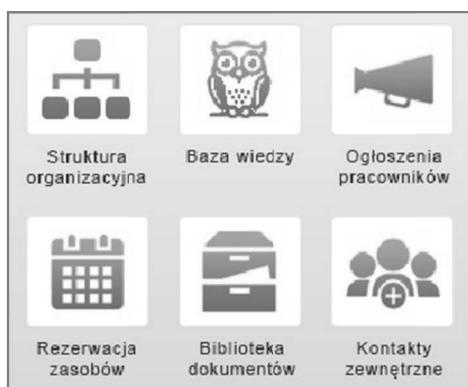 Struktura
organizacyjna
Baza wiedzy
Ogłoszenia
pracowników
Rezerwacja
zasobów
Biblioteka
dokumentów
Kontakty
zewnętrzne